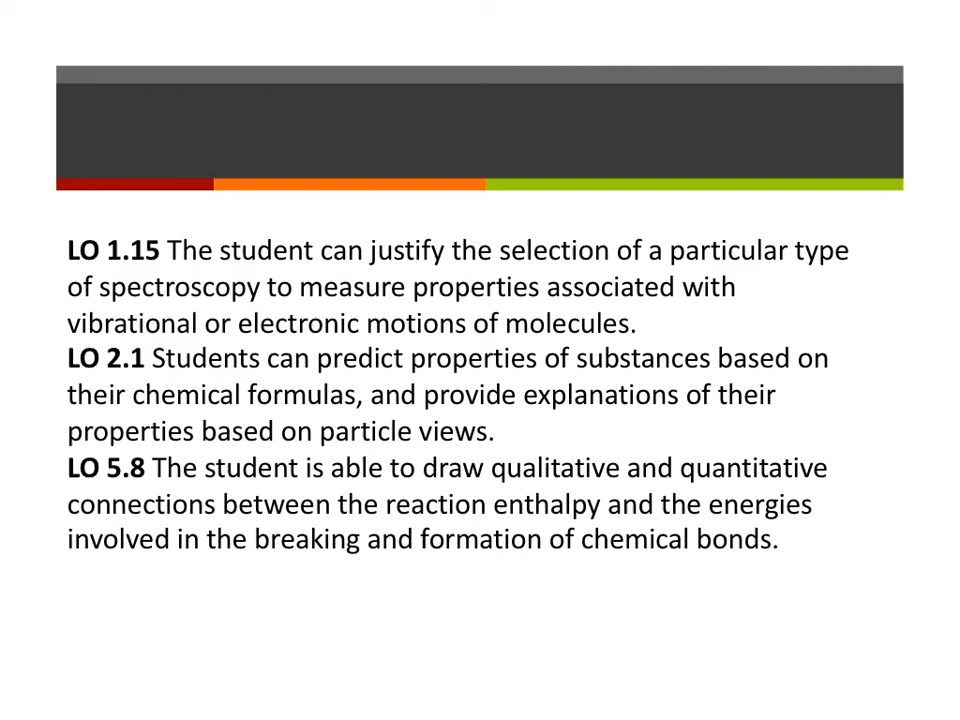 LO 1.15 The student can justify the selection of a particular type
of spectroscopy to measure properties associated with
vibrational or electronic motions of molecules.
LO 2.1 Students can predict properties of substances based on
their chemical formulas, and provide explanations of their
properties based on particle views.
LO 5.8 The student is able to draw qualitative and quantitative
connections between the reaction enthalpy and the energies
involved in the breaking and formation of chemical bonds.